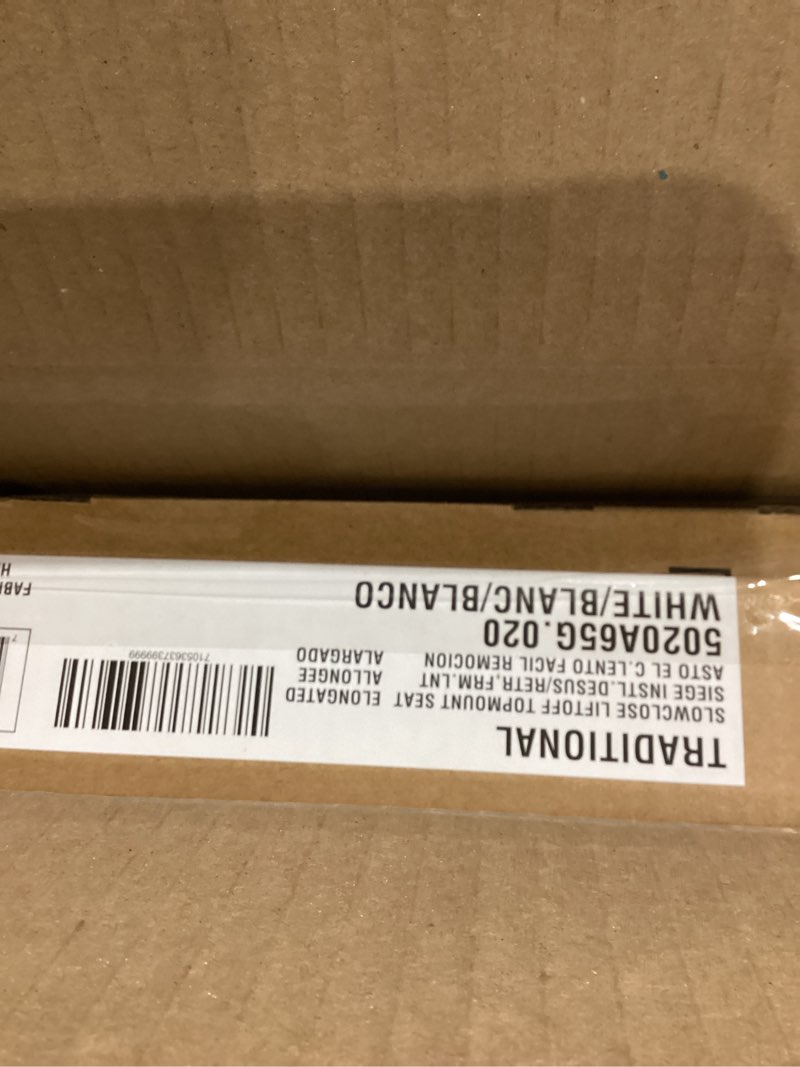 TRADITIONAL
SLOWCLOSE LIFTOFF TOPMOUNT SEAT
SIEGE INSTL.DESUS/RETR,FRM.LNT
ASTO EL C.LENTO FACIL REMOCION
ELONGATED
ALLONGEE
ALARGADO
5020A65G.020
WHITE/BLANC/BLANCO
710536373999999